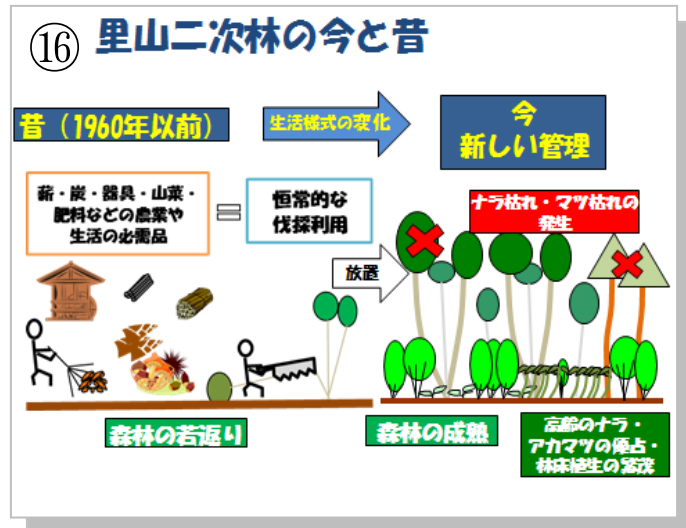 ⑯ 里山二次林の今と昔
昔（1960年以前）
生活様式の変化
今
新しい管理
薪・炭・器具・山菜・
肥料などの農業や
生活の必需品
=
恒常的な
伐採利用
ナラ枯れ・マツ枯れの
発生
放置
森林の若返り
森林の成熟
高齢のナラ・
アカマツの優占・
林床植生の繁茂